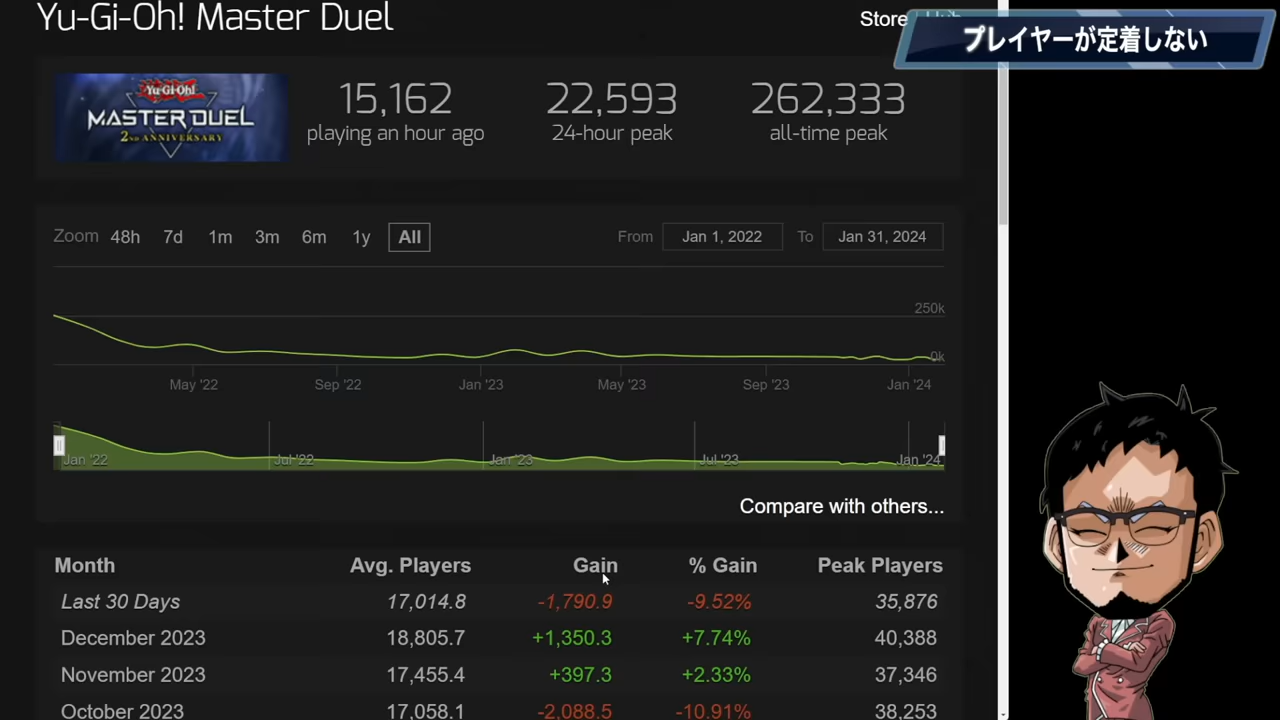 Yu-Gi-Oh! Master Duel
Store
プレイヤーが定着しない
Yu-Gi-Oh!
MASTER DUEL
2ND ANNIVERSARY
15,162
playing an hour ago
22,593
24-hour peak
262,333
all-time peak
Zoom 48h 7d 1m 3m 6m 1y All
From Jan 1, 2022 To Jan 31, 2024
250k
0k
May '22 Sep '22 Jan '23 May '23 Sep '23 Jan '24
Jan '22 Jul '22 Jan '23 Jul '23 Jan '24
Compare with others...
Month Avg. Players Gain % Gain Peak Players
Last 30 Days 17,014.8 -1,790.9 -9.52% 35,876
December 2023 18,805.7 +1,350.3 +7.74% 40,388
November 2023 17,455.4 +397.3 +2.33% 37,346
October 2023 17,058.1 -2,088.5 -10.91% 38,253